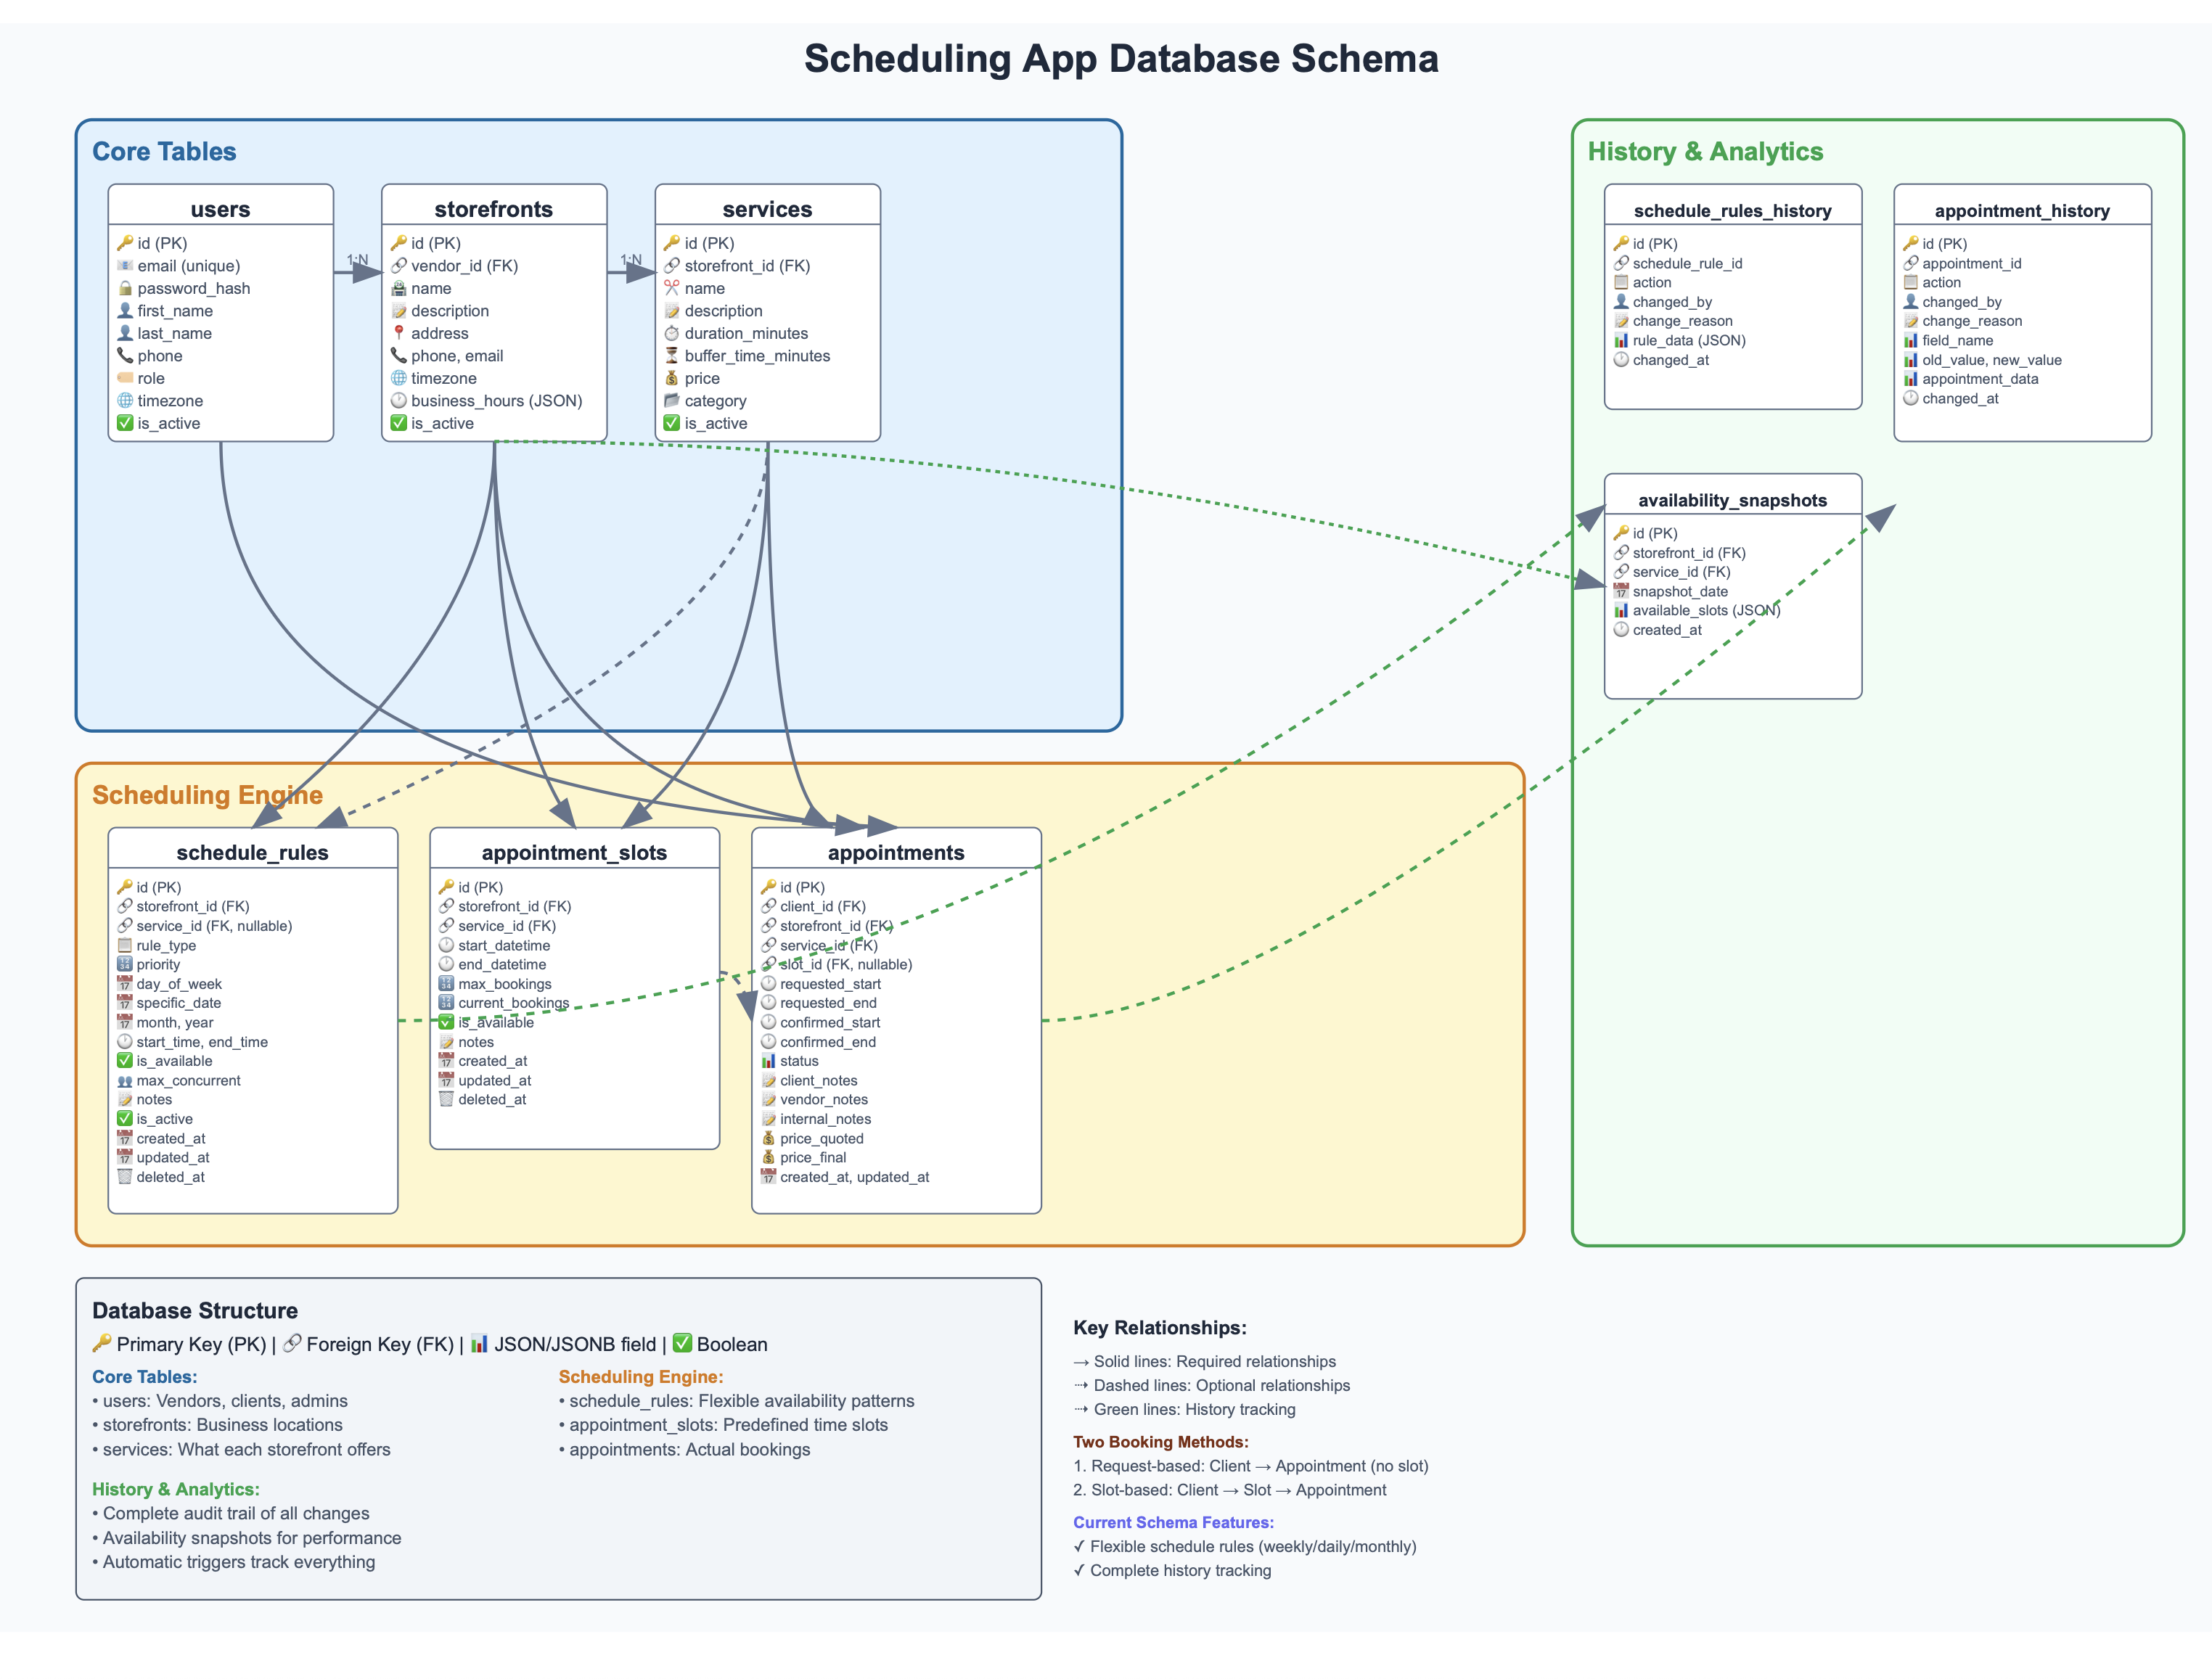 Scheduling App Database Schema
Core Tables
users
id (PK)
email (unique)
password_hash
first_name
last_name
phone
role
timezone
is_active
1:N
storefronts
id (PK)
vendor_id (FK)
name
description
address
phone, email
timezone
business_hours (JSON)
is_active
1:N
services
id (PK)
storefront_id (FK)
name
description
duration_minutes
buffer_time_minutes
price
category
is_active
History & Analytics
schedule_rules_history
id (PK)
schedule_rule_id
action
changed_by
change_reason
rule_data (JSON)
changed_at
appointment_history
id (PK)
appointment_id
action
changed_by
change_reason
field_name
old_value, new_value
appointment_data
changed_at
availability_snapshots
id (PK)
storefront_id (FK)
service_id (FK)
snapshot_date
available_slots (JSON)
created_at
Scheduling Engine
schedule_rules
id (PK)
storefront_id (FK)
service_id (FK, nullable)
rule_type
priority
day_of_week
specific_date
month, year
start_time, end_time
is_available
max_concurrent
notes
is_active
created_at
updated_at
deleted_at
appointment_slots
id (PK)
storefront_id (FK)
service_id (FK)
start_datetime
end_datetime
max_bookings
current_bookings
is_available
notes
created_at
updated_at
deleted_at
appointments
id (PK)
client_id (FK)
storefront_id (FK)
service_id (FK)
slot_id (FK, nullable)
requested_start
requested_end
confirmed_start
confirmed_end
status
client_notes
vendor_notes
internal_notes
price_quoted
price_final
created_at, updated_at
Database Structure
🔑 Primary Key (PK) | 🔗 Foreign Key (FK) | 📊 JSON/JSONB field | ✅ Boolean
Core Tables:
• users: Vendors, clients, admins
• storefronts: Business locations
• services: What each storefront offers
Scheduling Engine:
• schedule_rules: Flexible availability patterns
• appointment_slots: Predefined time slots
• appointments: Actual bookings
History & Analytics:
• Complete audit trail of all changes
• Availability snapshots for performance
• Automatic triggers track everything
Key Relationships:
→ Solid lines: Required relationships
⇢ Dashed lines: Optional relationships
⇢ Green lines: History tracking
Two Booking Methods:
1. Request-based: Client → Appointment (no slot)
2. Slot-based: Client → Slot → Appointment
Current Schema Features:
✓ Flexible schedule rules (weekly/daily/monthly)
✓ Complete history tracking